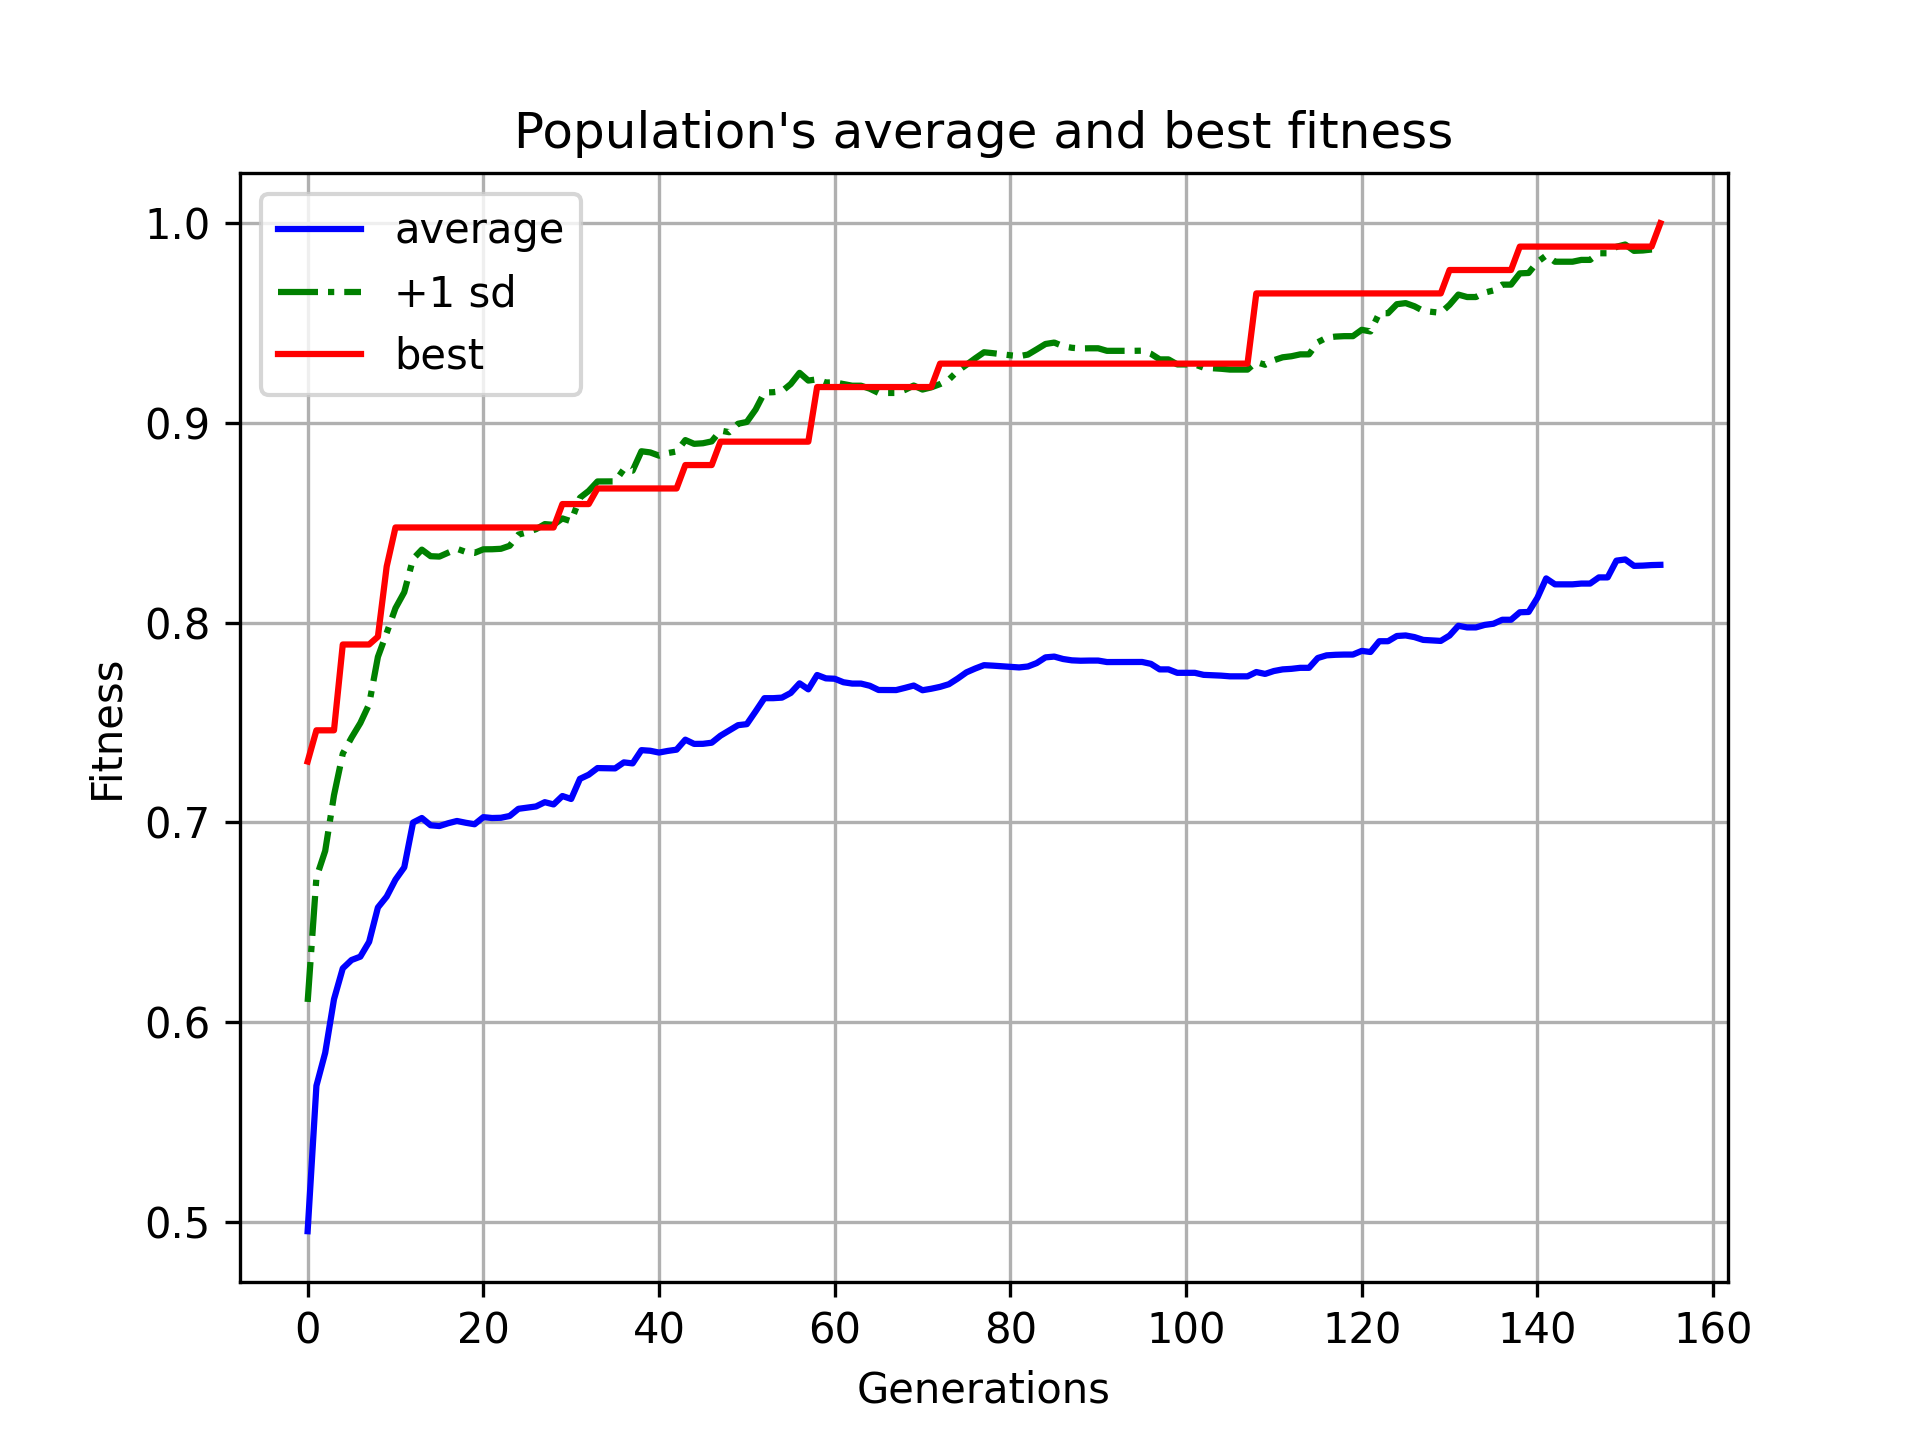 Population's average and best fitness
average
+1 sd
best
Fitness
1.0
0.9
0.8
0.7
0.6
0.5
0 20 40 60 80 100 120 140 160
Generations